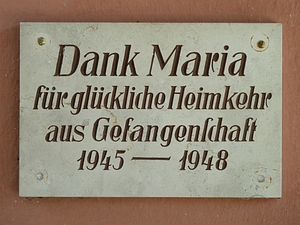 Dank Maria
für glückliche Heimkehr
aus Gefangenſchaft
1945 — 1948